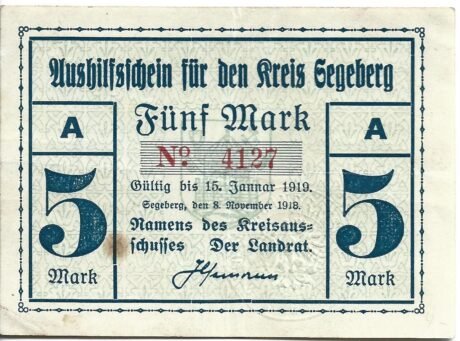 Aushilfsschein für den Kreis Segeberg
A
5
Mark
Fünf Mark
No 4127
Gültig bis 15. Januar 1919.
Segeberg, den 8. November 1918.
Namens des Kreisaus-
schusses Der Landrat.
A
5
Mark